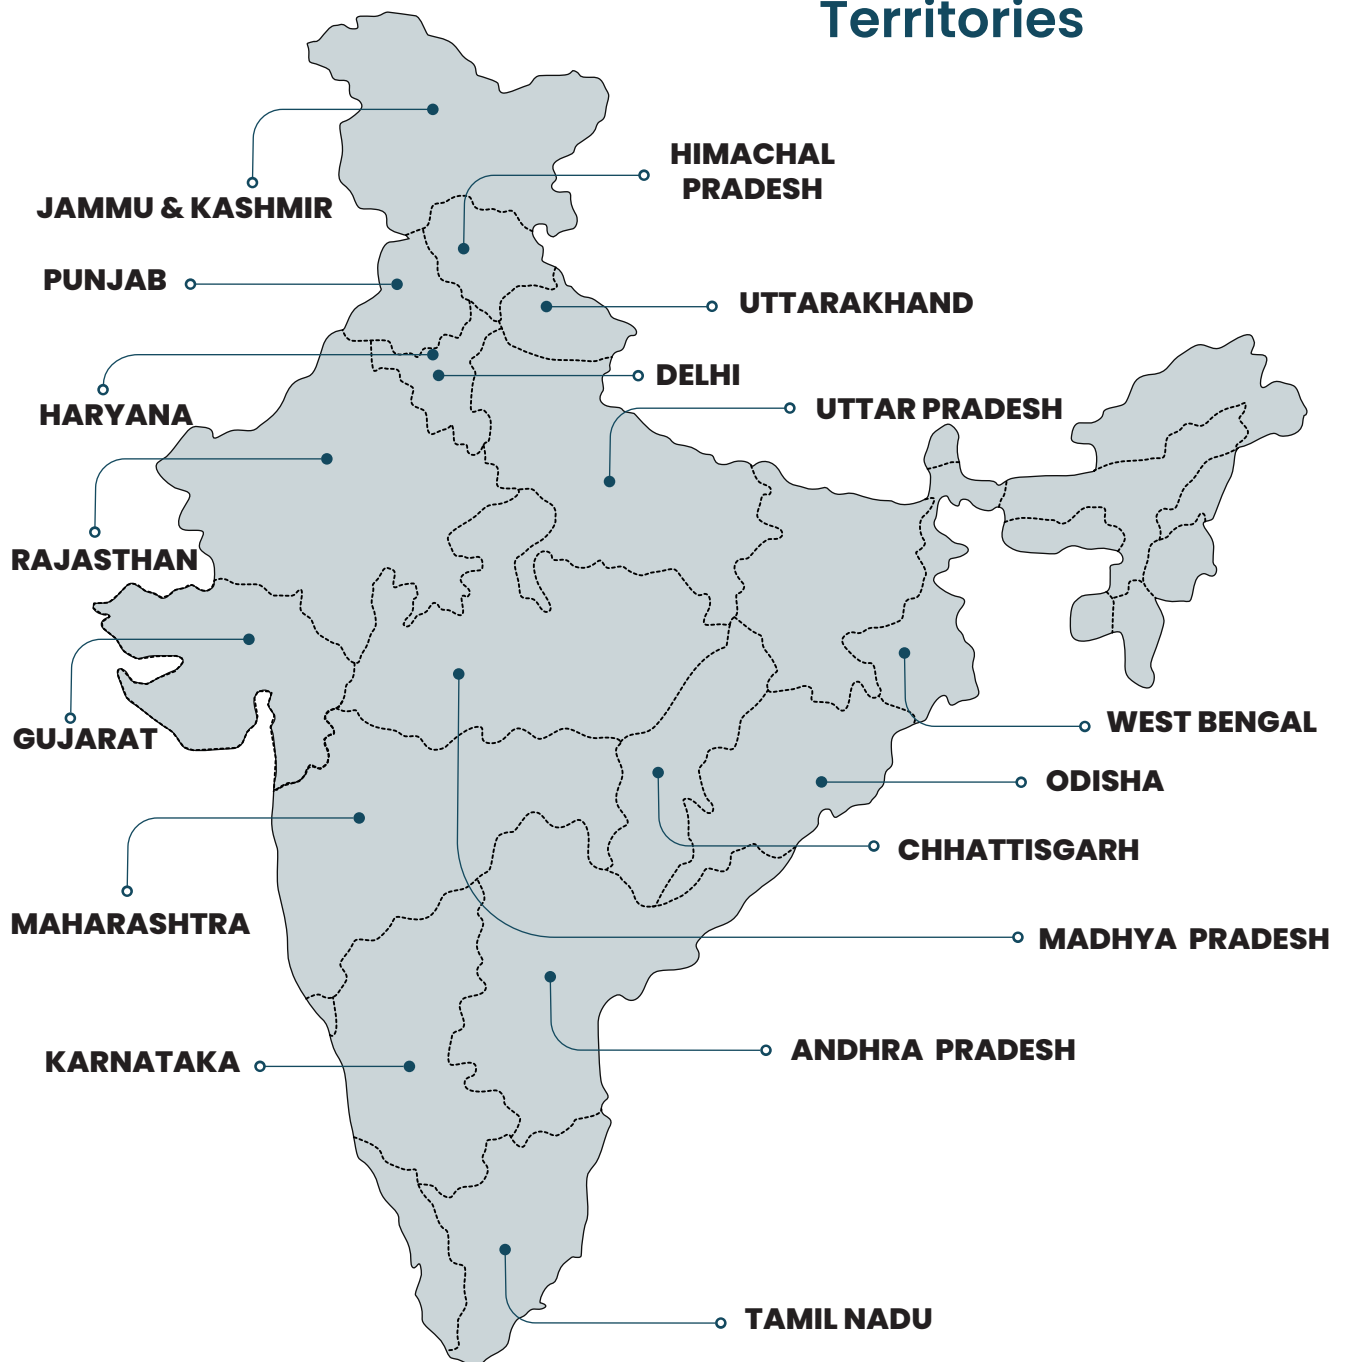 Territories
HIMACHAL
PRADESH
JAMMU & KASHMIR
PUNJAB
UTTARAKHAND
DELHI
HARYANA
UTTAR PRADESH
RAJASTHAN
GUJARAT
WEST BENGAL
ODISHA
CHHATTISGARH
MAHARASHTRA
MADHYA PRADESH
KARNATAKA
ANDHRA PRADESH
TAMIL NADU